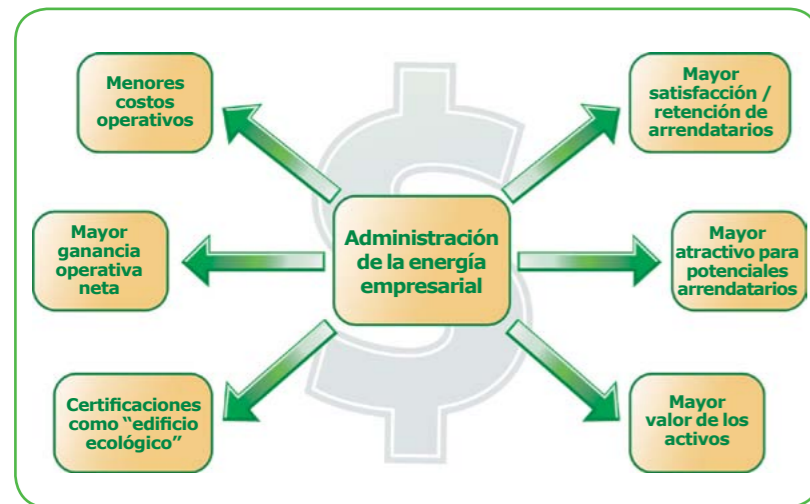 Menores
costos
operativos
Mayor
satisfacción /
retención de
arrendatarios
Mayor
ganancia
operativa
neta
Administración
de la energía
empresarial
Mayor
atractivo para
potenciales
arrendatarios
Certificaciones
como “edificio
ecológico”
Mayor
valor de los
activos